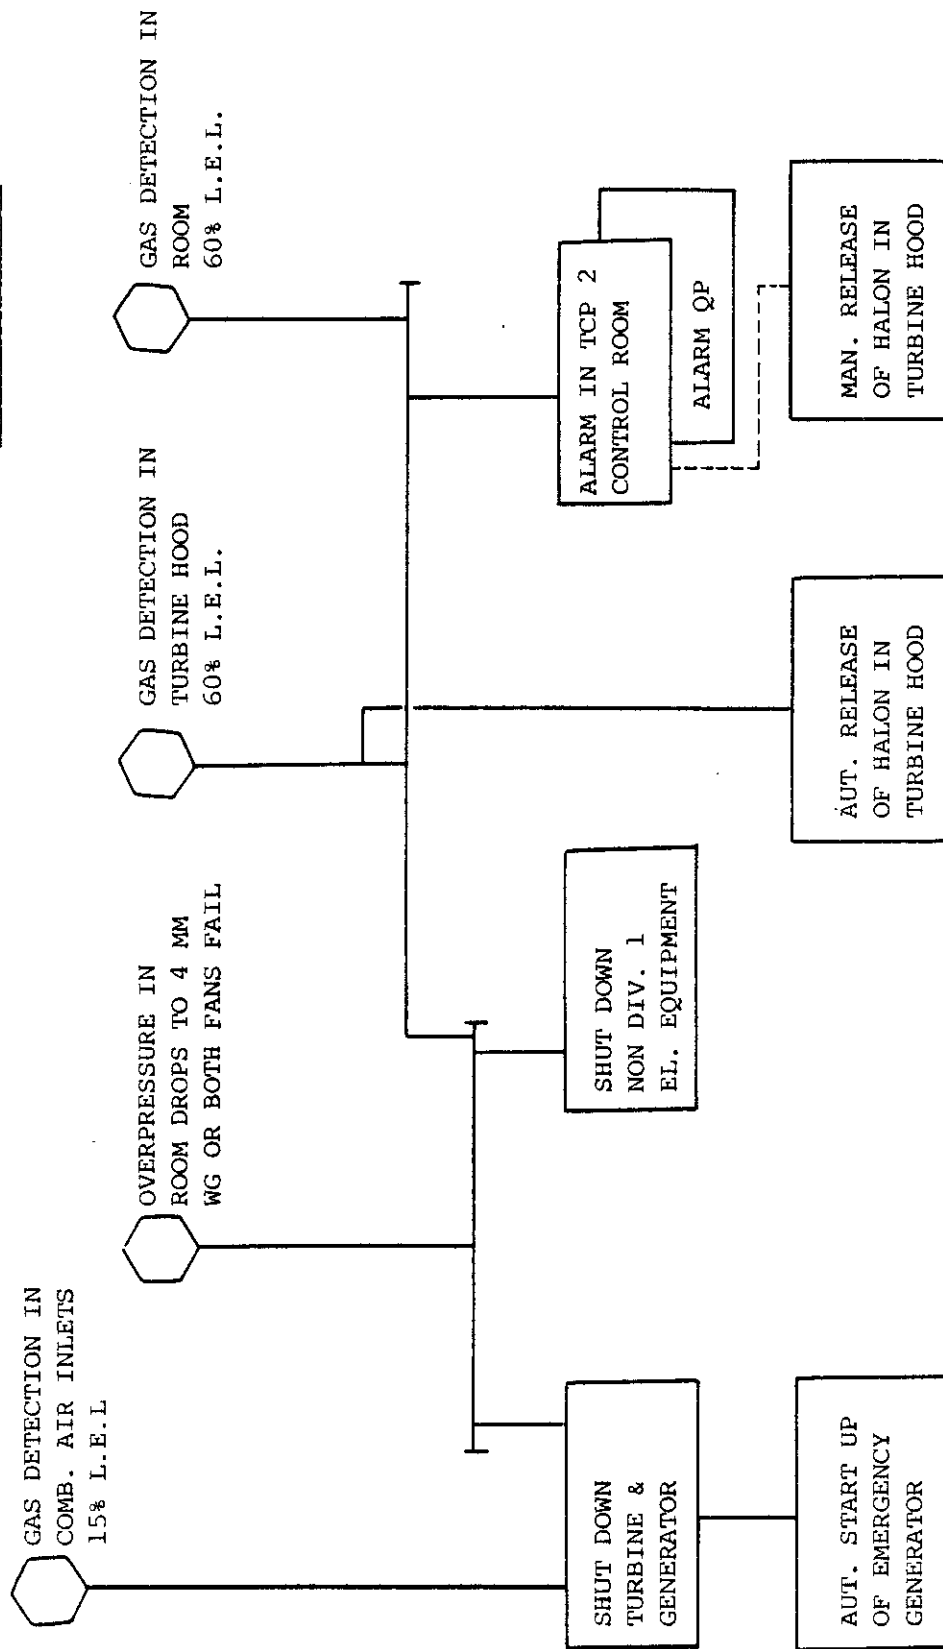 GAS DETECTION IN
COMB. AIR INLETS
15% L.E.L
OVERPRESSURE IN
ROOM DROPS TO 4 MM
WG OR BOTH FANS FAIL
GAS DETECTION IN
TURBINE HOOD
60% L.E.L.
GAS DETECTION IN
ROOM
60% L.E.L.
SHUT DOWN
TURBINE &
GENERATOR
SHUT DOWN
NON DIV. 1
EL. EQUIPMENT
ALARM IN TCP 2
CONTROL ROOM
ALARM QP
AUT. START UP
OF EMERGENCY
GENERATOR
AUT. RELEASE
OF HALON IN
TURBINE HOOD
MAN. RELEASE
OF HALON IN
TURBINE HOOD